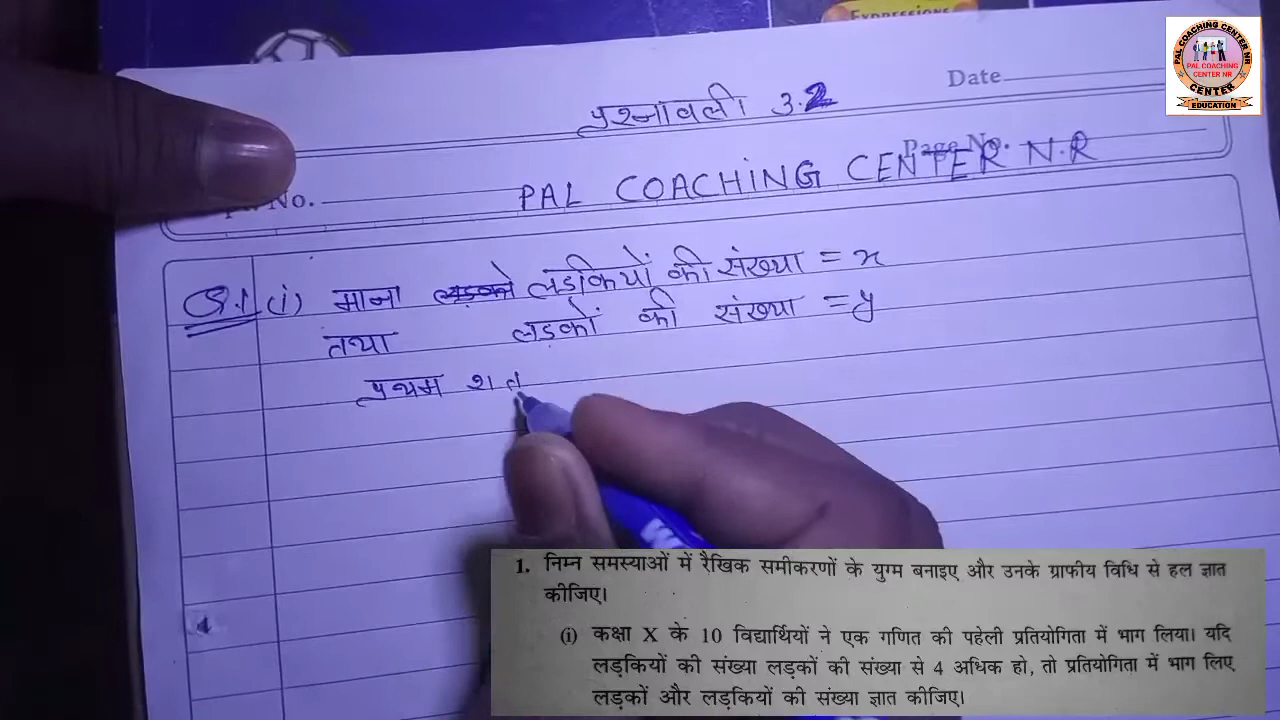 EXPRESSIONS
PAL COACHING CENTER NR
PAL COACHING
CENTER NR
EDUCATION
Date
प्रश्नावली 3.2
Page No.
No.
PAL COACHING CENTER N.R
Q.1 (i) माना लड़कियों की संख्या = x
तथा लड़कों की संख्या = y
प्रथम शर्त
1. निम्न समस्याओं में रैखिक समीकरणों के युग्म बनाइए और उनके ग्राफीय विधि से हल ज्ञात
कीजिए।
(i) कक्षा X के 10 विद्यार्थियों ने एक गणित की पहेली प्रतियोगिता में भाग लिया। यदि
लड़कियों की संख्या लड़कों की संख्या से 4 अधिक हो, तो प्रतियोगिता में भाग लिए
लड़कों और लड़कियों की संख्या ज्ञात कीजिए।